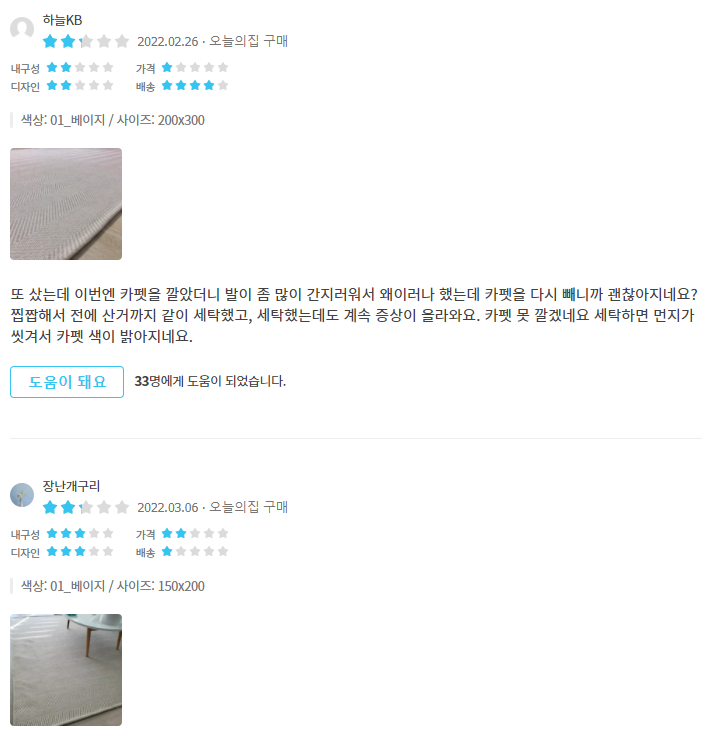 하늘KB
2022.02.26 · 오늘의집 구매
내구성 가격
디자인 배송
색상: 01_베이지 / 사이즈: 200x300
또 샀는데 이번엔 카펫을 깔았더니 발이 좀 많이 간지러워서 왜이러나 했는데 카펫을 다시 빼니까 괜찮아지네요?
찝짭해서 전에 산거까지 같이 세탁했고, 세탁했는데도 계속 증상이 올라와요. 카펫 못 깔겠네요 세탁하면 먼지가
씻겨서 카펫 색이 밝아지네요.
도움이 돼요 33명에게 도움이 되었습니다.
장난개구리
2022.03.06 · 오늘의집 구매
내구성 가격
디자인 배송
색상: 01_베이지 / 사이즈: 150x200